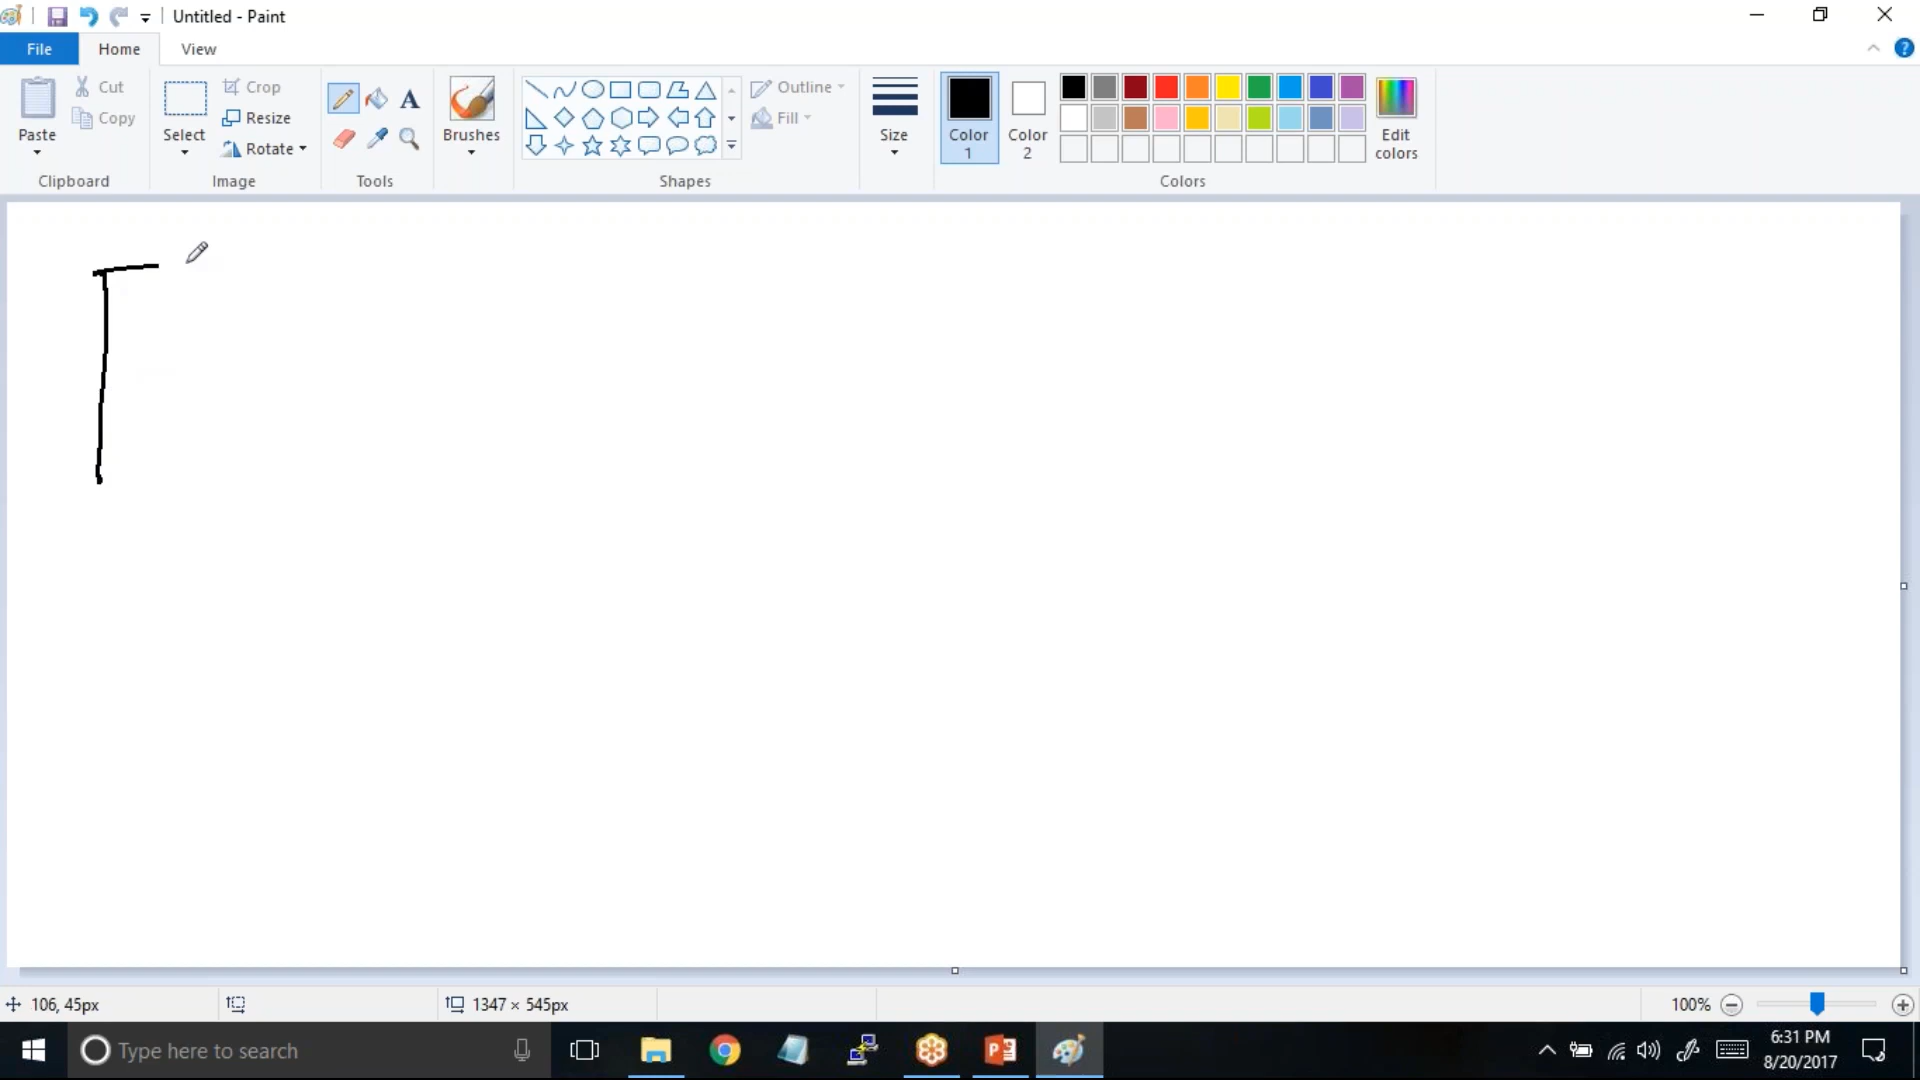 Untitled - Paint
File Home View
Paste
Cut
Copy
Clipboard
Select
Crop
Resize
Rotate
Image
A
Tools
Brushes
Shapes
Outline
Fill
Size
Color 1
Color 2
Edit colors
Colors
106, 45px
1347 × 545px
100%
Type here to search
6:31 PM
8/20/2017